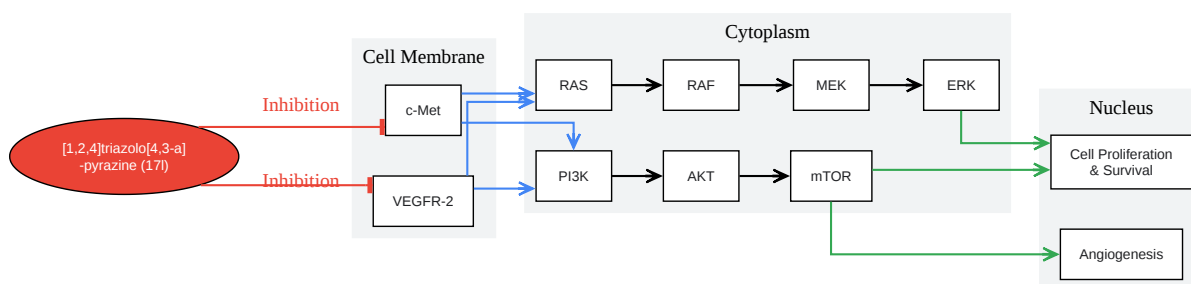 Cytoplasm
Cell Membrane
RAS
RAF
MEK
ERK
Nucleus
Inhibition
c-Met
[1,2,4]triazolo[4,3-a]
-pyrazine (17l)
Cell Proliferation
& Survival
Inhibition
PI3K
AKT
mTOR
VEGFR-2
Angiogenesis